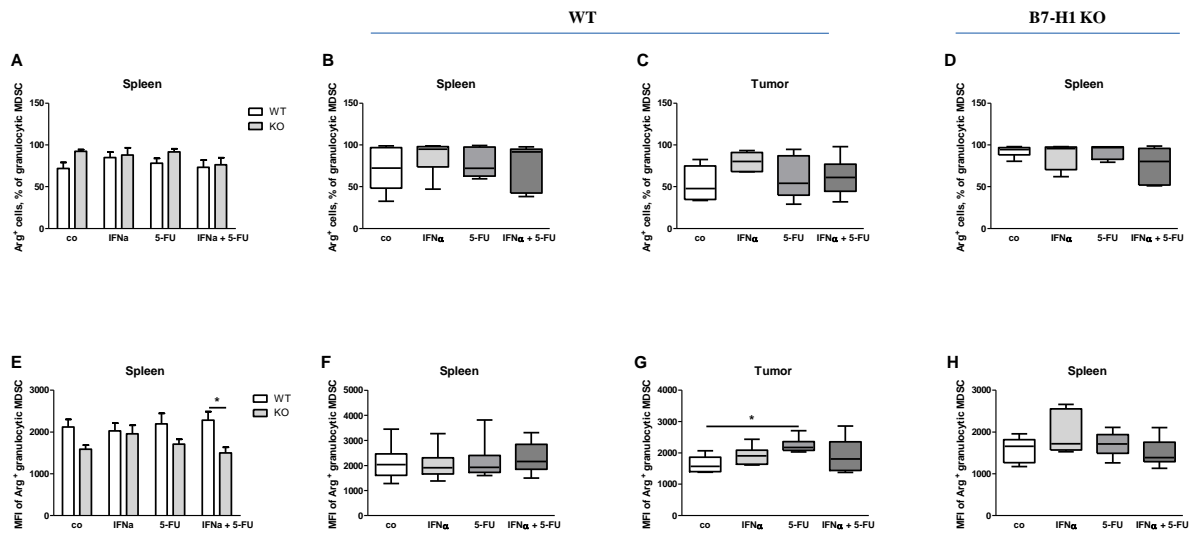 WT
B7-H1 KO
A
Spleen
Arg⁺ cells, % of granulocytic MDSC
150
100
50
0
co IFNa 5-FU IFNa + 5-FU
WT
KO
B
Spleen
Arg⁺ cells, % of granulocytic MDSC
150
100
50
0
co IFNα 5-FU IFNα + 5-FU
C
Tumor
Arg⁺ cells, % of granulocytic MDSC
150
100
50
0
co IFNα 5-FU IFNα + 5-FU
D
Spleen
Arg⁺ cells, % of granulocytic MDSC
150
100
50
0
co IFNα 5-FU IFNα + 5-FU
E
Spleen
MFI of Arg⁺ granulocytic MDSC
3000
2000
1000
0
*
co IFNa 5-FU IFNa + 5-FU
WT
KO
F
Spleen
MFI of Arg⁺ granulocytic MDSC
5000
4000
3000
2000
1000
0
co IFNα 5-FU IFNα + 5-FU
G
Tumor
MFI of Arg⁺ granulocytic MDSC
4000
3000
2000
1000
0
*
co IFNα 5-FU IFNα + 5-FU
H
Spleen
MFI of Arg⁺ granulocytic MDSC
3000
2000
1000
0
co IFNα 5-FU IFNα + 5-FU